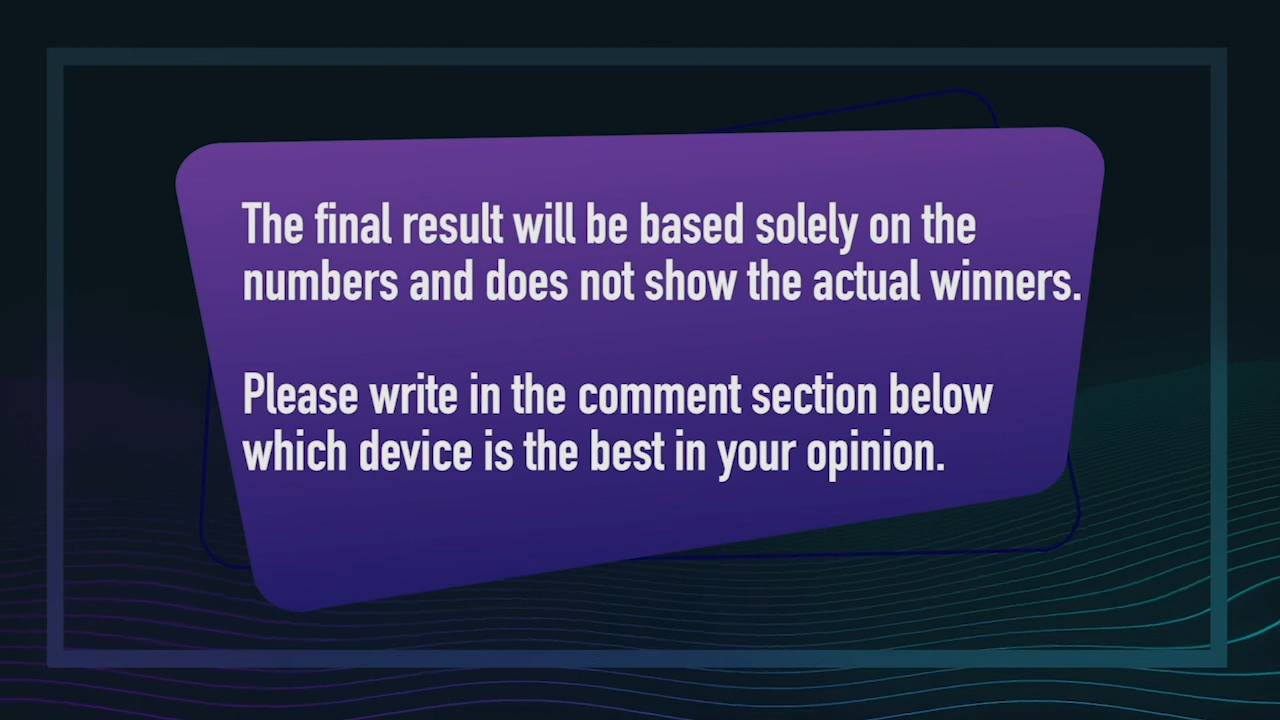 The final result will be based solely on the
numbers and does not show the actual winners.
Please write in the comment section below
which device is the best in your opinion.